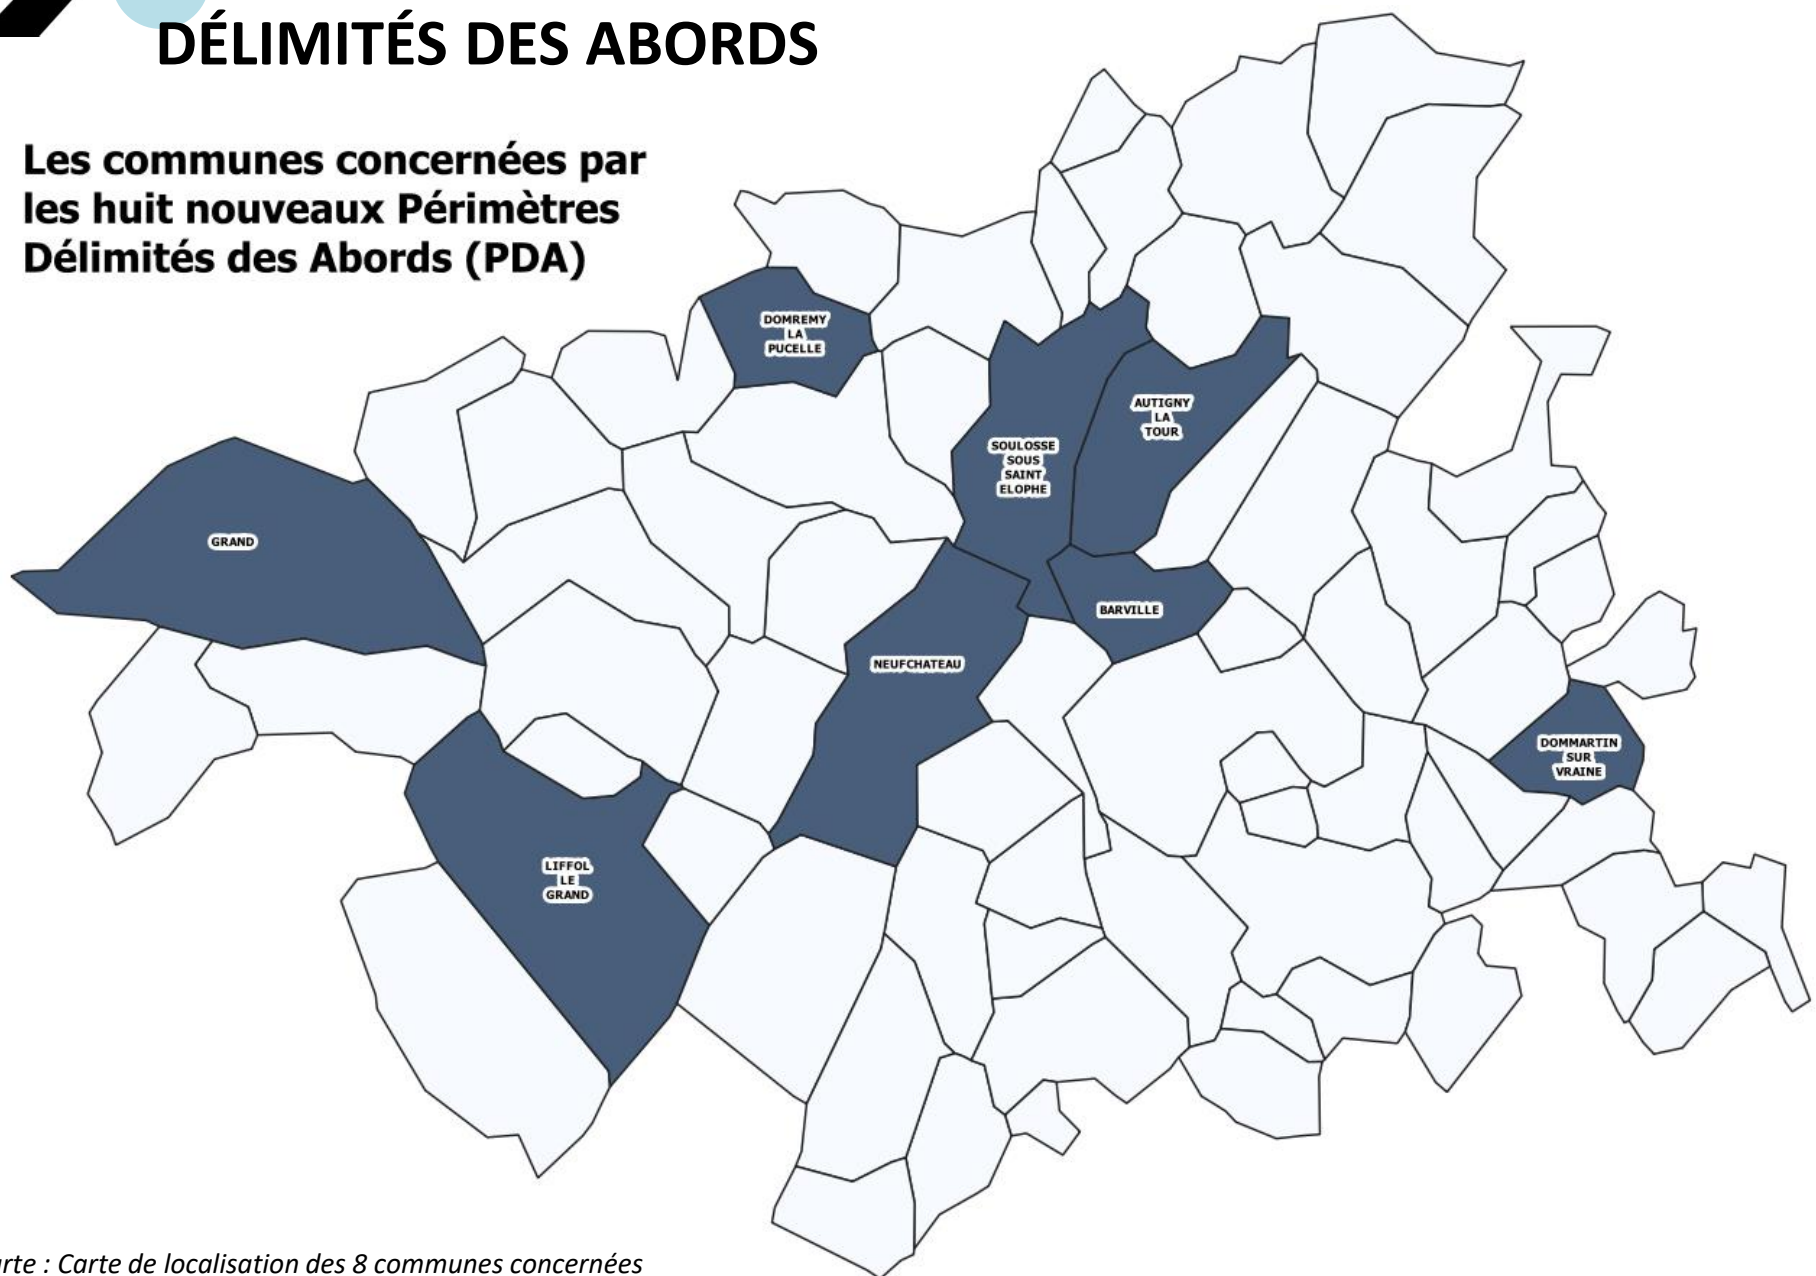 DÉLIMITÉS DES ABORDS
Les communes concernées par
les huit nouveaux Périmètres
Délimités des Abords (PDA)
DOMREMY
LA
PUCELLE
AUTIGNY
LA
TOUR
SOULOSSE
SOUS
SAINT
ELOPHE
GRAND
BARVILLE
NEUFCHATEAU
DOMMARTIN
SUR
VRAINE
LIFFOL
LE
GRAND
: Carte de localisation des 8 communes concernées